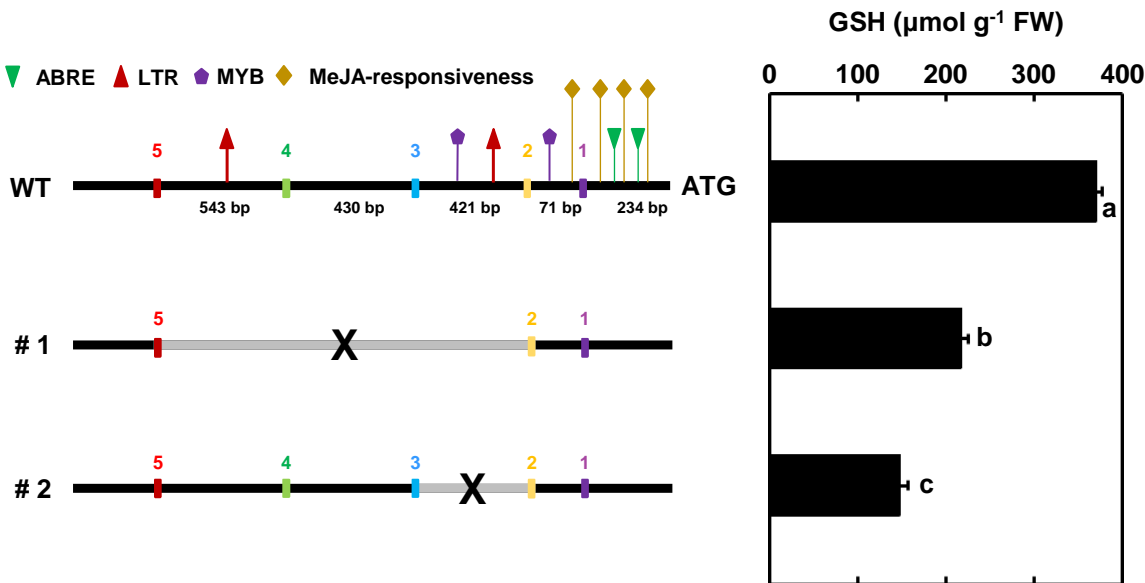 GSH (µmol g-1 FW)
0 100 200 300 400
ABRE LTR MYB MeJA-responsiveness
5 4 3 2 1
WT ATG
543 bp 430 bp 421 bp 71 bp 234 bp
a
5 2 1
# 1 X b
5 4 3 2 1
# 2 X c